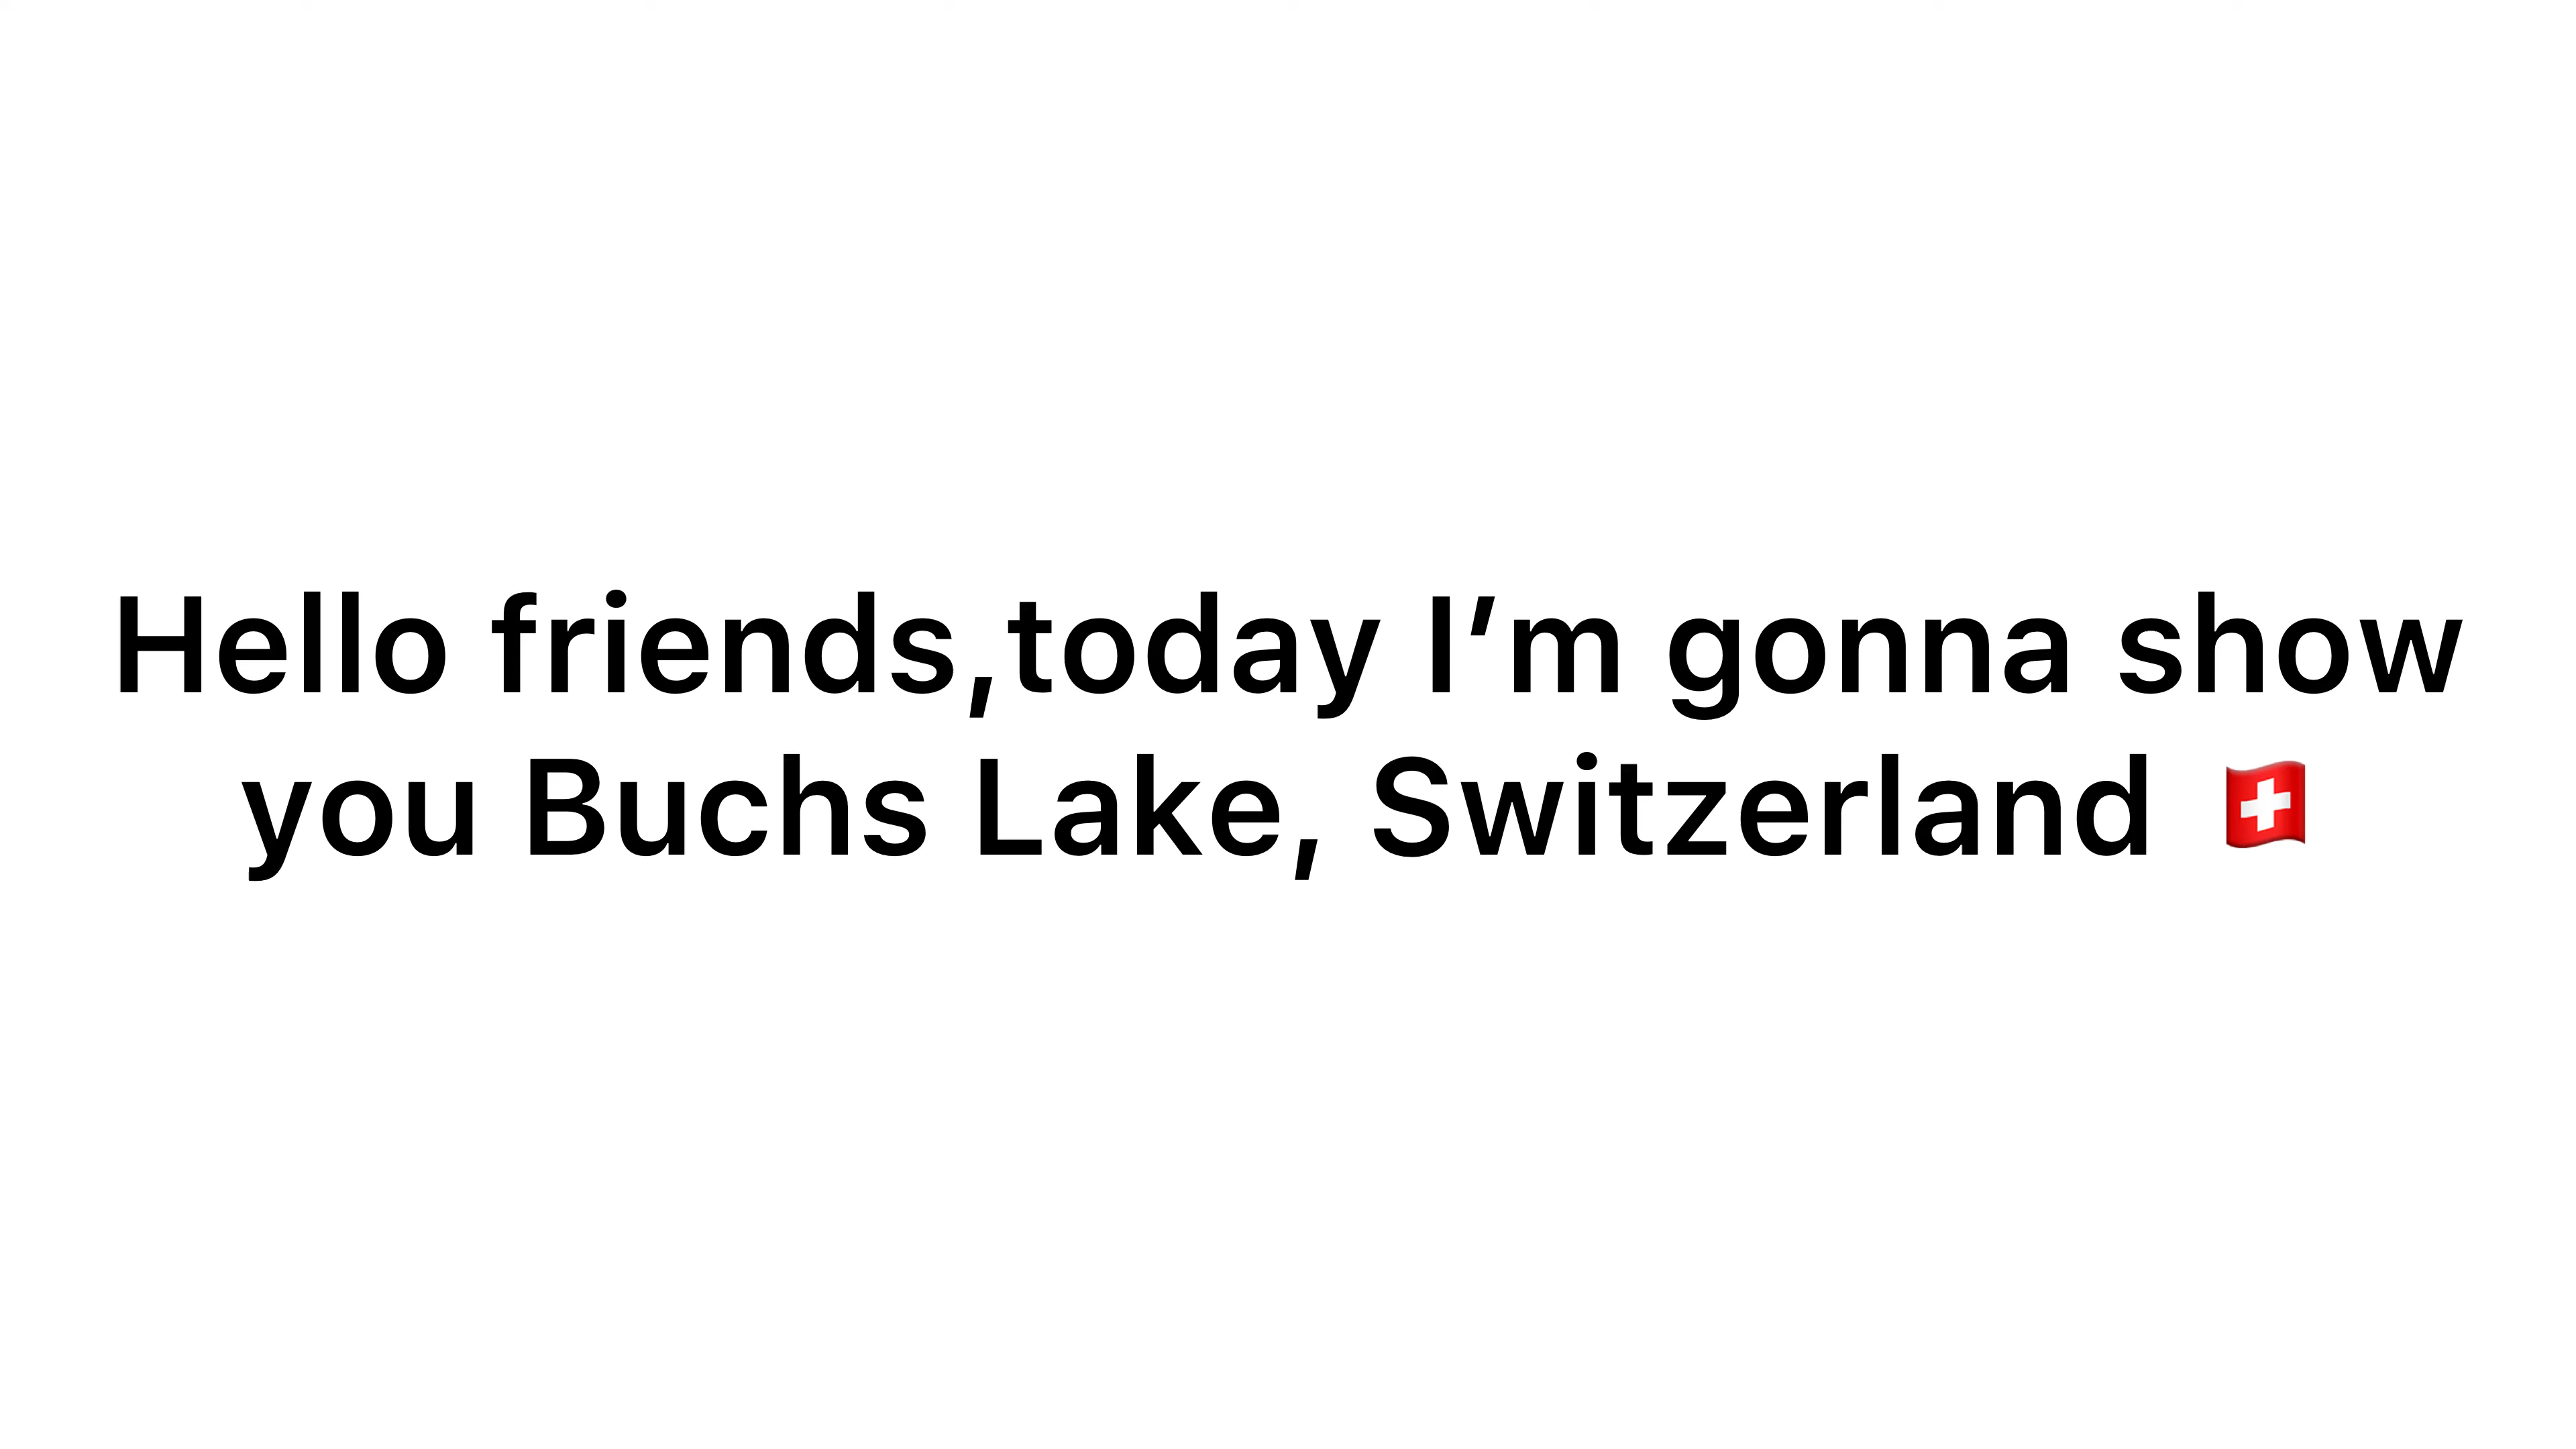 Hello friends,today I’m gonna show
you Buchs Lake, Switzerland 🇨🇭